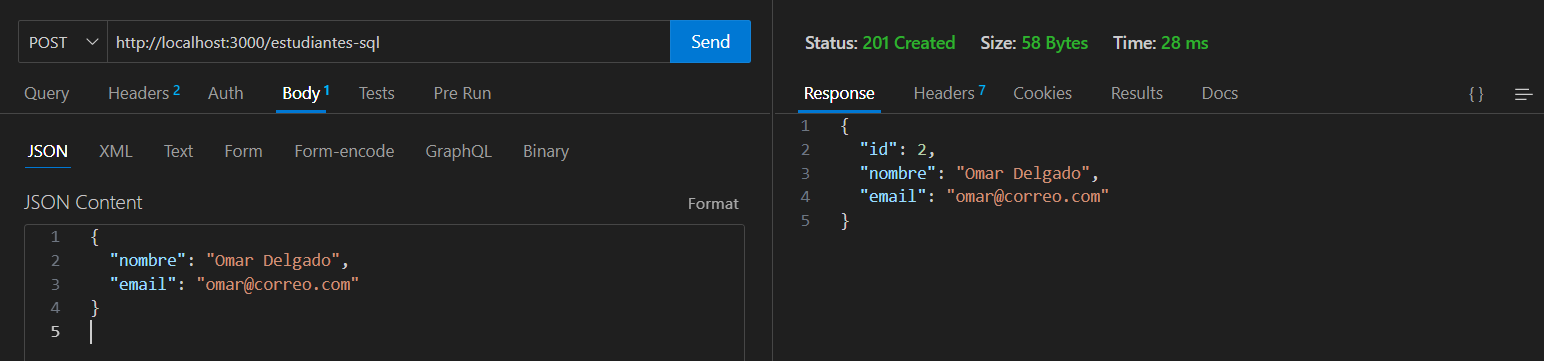 POST http://localhost:3000/estudiantes-sql Send
Query Headers 2 Auth Body 1 Tests Pre Run
JSON XML Text Form Form-encode GraphQL Binary
JSON Content Format
1 {
2 "nombre": "Omar Delgado",
3 "email": "omar@correo.com"
4 }
5
Status: 201 Created Size: 58 Bytes Time: 28 ms
Response Headers 7 Cookies Results Docs { }
1 {
2 "id": 2,
3 "nombre": "Omar Delgado",
4 "email": "omar@correo.com"
5 }